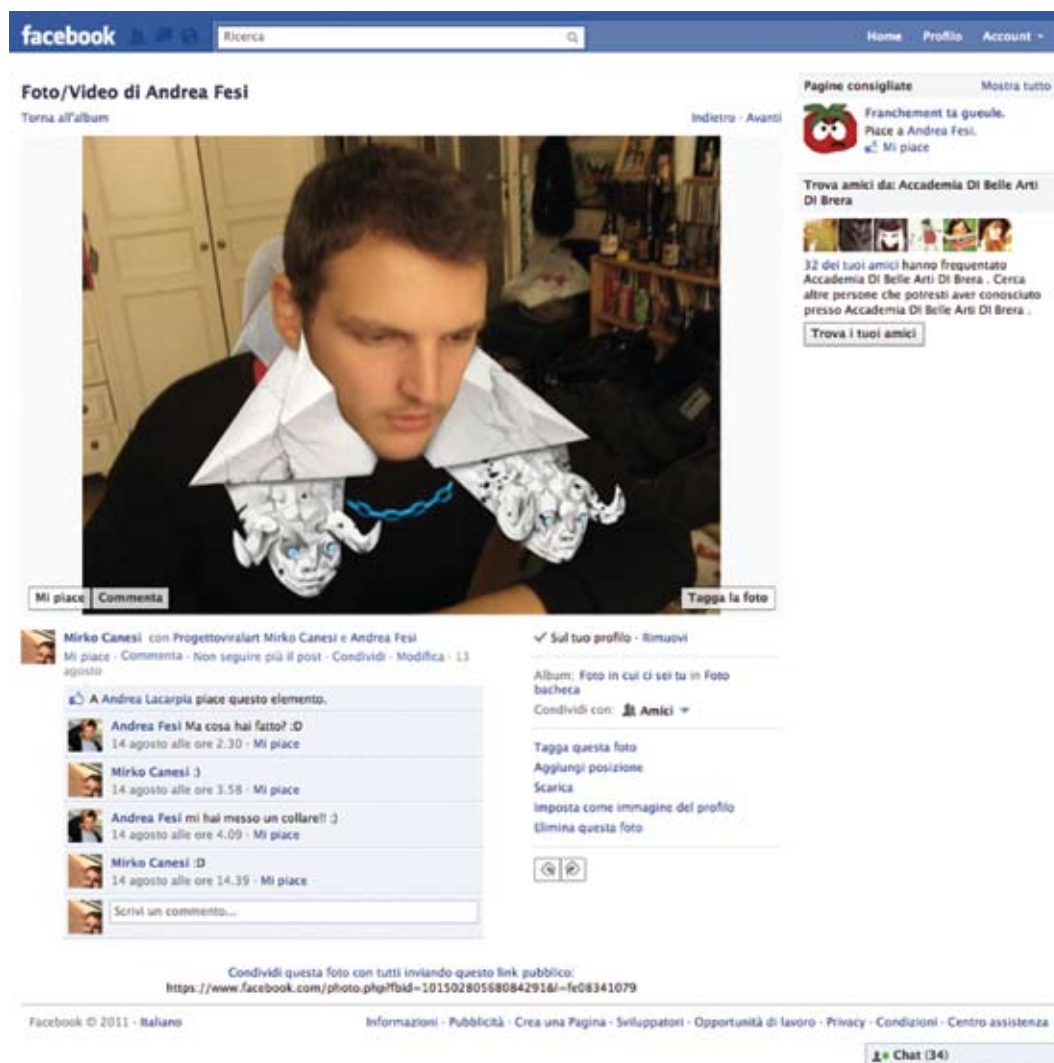 facebook
Ricerca
Home Profilo Account
Foto/Video di Andrea Fesi
Torna all'album
Indietro · Avanti
Mi piace Commenta
Tagga la foto
Mirko Canesi con Progettoviralart Mirko Canesi e Andrea Fesi
Mi piace · Commenta · Non seguire più il post · Condividi · Modifica · 13
agosto
A Andrea Lacarpia piace questo elemento.
Andrea Fesi Ma cosa hai fatto? :D
14 agosto alle ore 2.30 · Mi piace
Mirko Canesi :)
14 agosto alle ore 3.58 · Mi piace
Andrea Fesi mi hai messo un collare!! :)
14 agosto alle ore 4.09 · Mi piace
Mirko Canesi :D
14 agosto alle ore 14.39 · Mi piace
Scrivi un commento...
✓ Sul tuo profilo · Rimuovi
Album: Foto in cui ci sei tu in Foto
bacheca
Condividi con: Amici
Tagga questa foto
Aggiungi posizione
Scarica
Imposta come immagine del profilo
Elimina questa foto
Pagine consigliate Mostra tutto
Franchement ta gueule.
Piace a Andrea Fesi.
Mi piace
Trova amici da: Accademia DI Belle Arti
DI Brera
32 dei tuoi amici hanno frequentato
Accademia DI Belle Arti DI Brera . Cerca
altre persone che potresti aver conosciuto
presso Accademia DI Belle Arti DI Brera .
Trova i tuoi amici
Condividi questa foto con tutti inviando questo link pubblico:
https://www.facebook.com/photo.php?fbid=10150280568084291&l=fe08341079
Facebook © 2011 · Italiano
Informazioni · Pubblicità · Crea una Pagina · Sviluppatori · Opportunità di lavoro · Privacy · Condizioni · Centro assistenza
Chat (34)